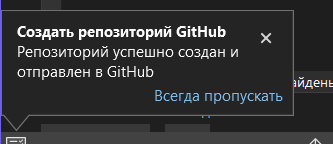 Создать репозиторий GitHub
Репозиторий успешно создан и
отправлен в GitHub
Всегда пропускать